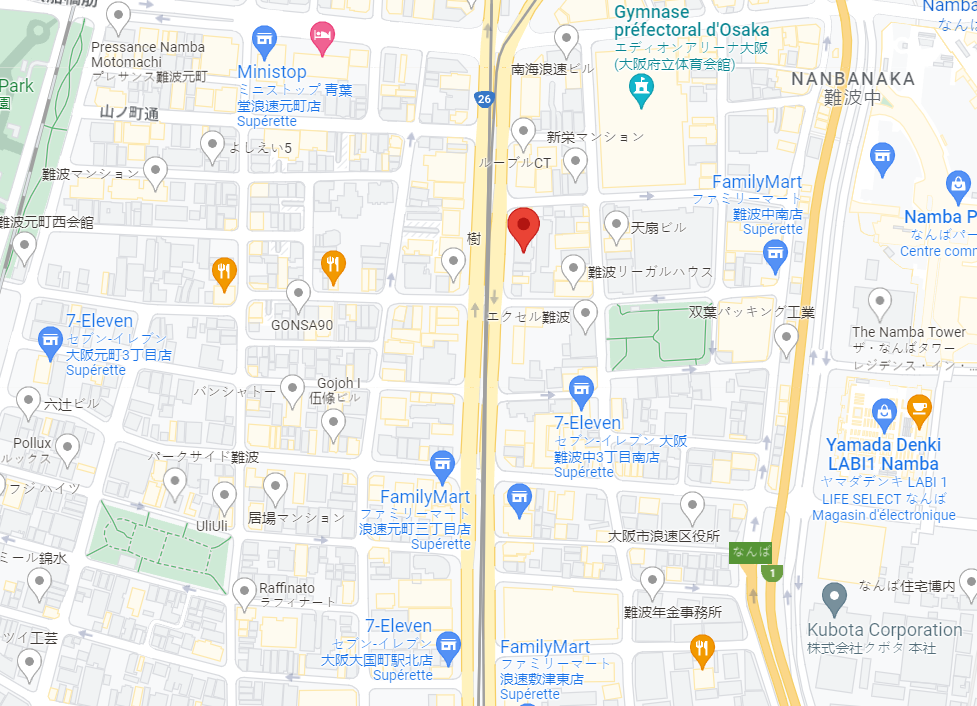 Pressance Namba
Motomachi
プレサンス難波元町
Park
園
Ministop
ミニストップ 青葉
堂浪速元町店
Supérette
26
南海浪速ビル
Gymnase
préfectoral d'Osaka
エディオンアリーナ大阪
(大阪府立体育会館)
Namba
なん
NANBANAKA
難波中
山ノ町通
よしえい5
難波マンション
難波元町西会館
新栄マンション
ルーブルCT
樹
天扇ビル
難波リーガルハウス
FamilyMart
ファミリーマート
難波中南店
Supérette
Namba P
なんばパー
Centre comm
GONSA90
エクセル難波
双葉パッキング工業
The Namba Tower
ザ・なんばタワー
レジデンス・イン・...
7-Eleven
セブン-イレブン
大阪元町3丁目店
Supérette
六辻ビル
バンシャトー
Gojoh I
伍條ビル
Pollux
ルックス
パークサイド難波
フジハイツ
UliUli
居場マンション
7-Eleven
セブン-イレブン 大阪
難波中3丁目南店
Supérette
Yamada Denki
LABI1 Namba
ヤマダデンキ LABI 1
LIFE SELECT なんば
Magasin d'électronique
FamilyMart
ファミリーマート
浪速元町三丁目店
Supérette
大阪市浪速区役所
なんば
1
ミール錦水
Raffinato
ラフィナート
難波年金事務所
なんば住宅博内
Kubota Corporation
株式会社クボタ 本社
ツイ工芸
7-Eleven
セブン-イレブン
大阪大国町駅北店
Supérette
FamilyMart
ファミリーマート
浪速敷津東店
Supérette